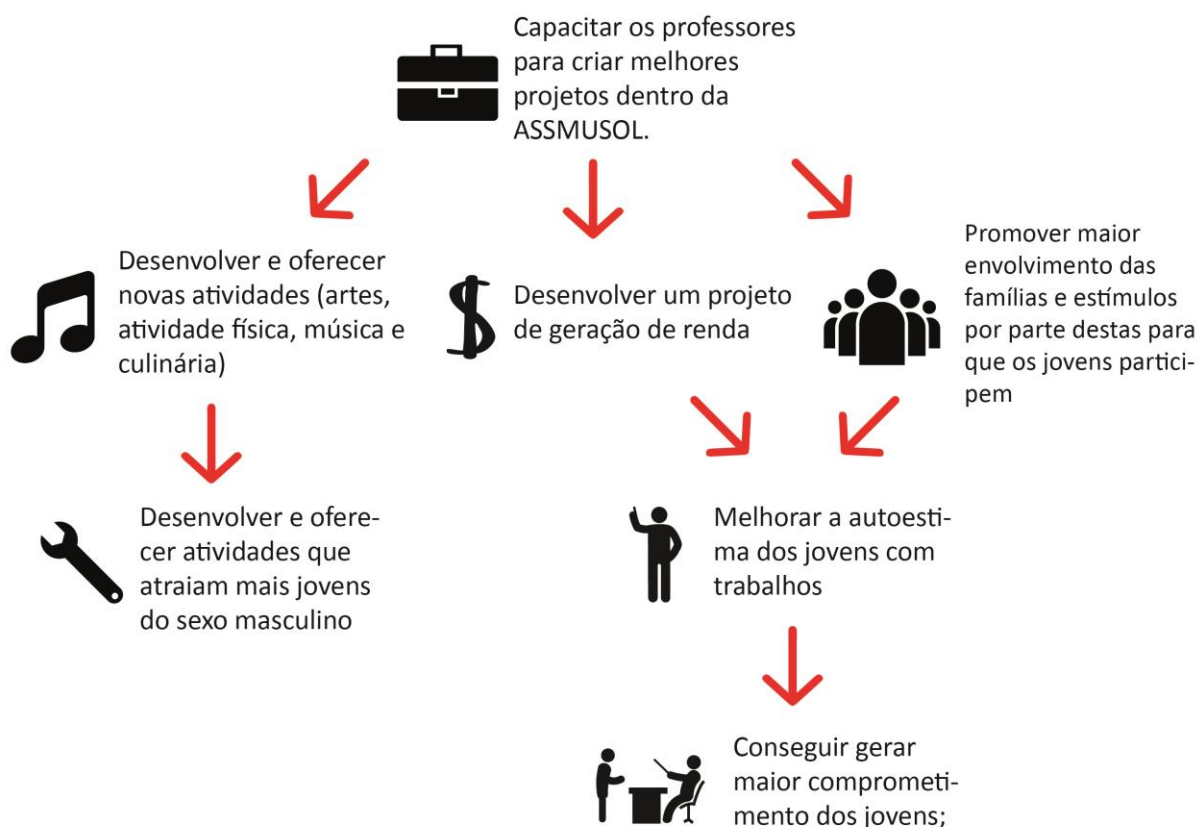 Capacitar os professores
para criar melhores
projetos dentro da
ASSMUSOL.
Desenvolver e oferecer
novas atividades (artes,
atividade física, música e
culinária)
Desenvolver um projeto
de geração de renda
Promover maior
envolvimento das
famílias e estímulos
por parte destas para
que os jovens partici-
pem
Desenvolver e ofere-
cer atividades que
atraiam mais jovens
do sexo masculino
Melhorar a autoesti-
ma dos jovens com
trabalhos
Conseguir gerar
maior comprometi-
mento dos jovens;